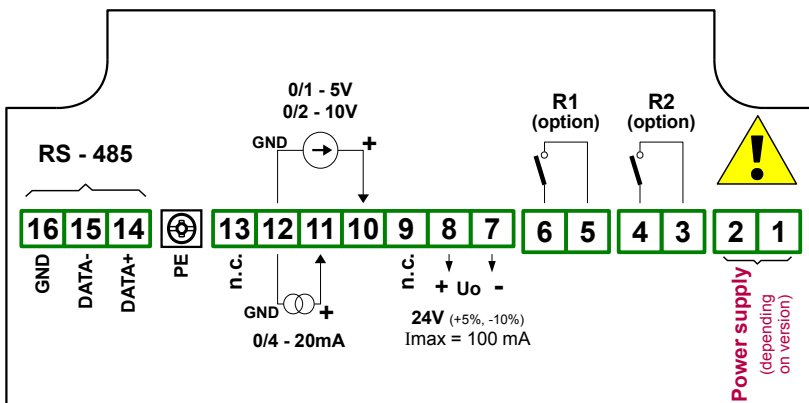 0/1 - 5V
0/2 - 10V
GND
+
R1
(option)
R2
(option)
RS - 485
16 15 14
PE
13 12 11 10 9 8 7
6 5
4 3
2 1
!
GND
DATA-
DATA+
n.c.
GND
+
0/4 - 20mA
n.c.
+ Uo -
24V (+5%, -10%)
Imax = 100 mA
Power supply
(depending
on version)